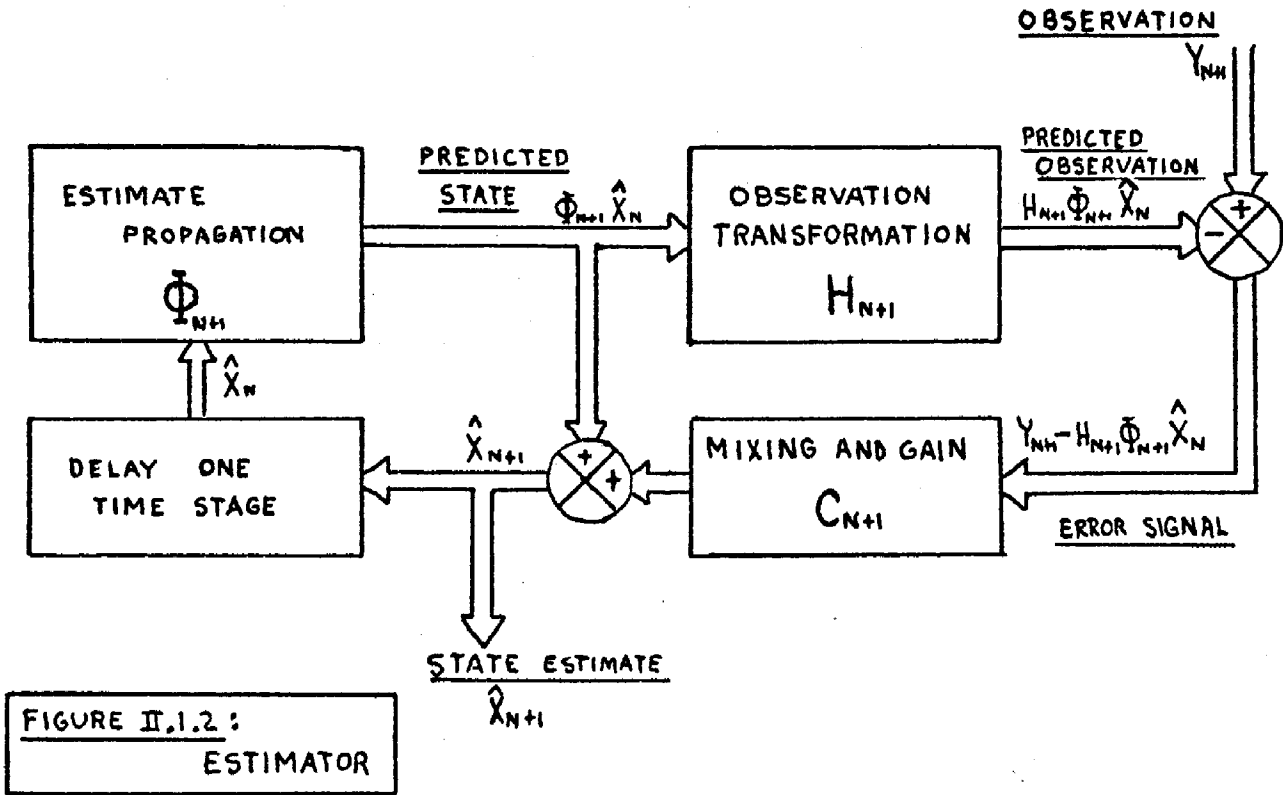 OBSERVATION
Y_{N+1}
PREDICTED
STATE
Φ_{N+1} X̂_N
PREDICTED
OBSERVATION
H_{N+1} Φ_{N+1} X̂_N
ESTIMATE
PROPAGATION
Φ_{N+1}
OBSERVATION
TRANSFORMATION
H_{N+1}
+
-
X̂_N
DELAY ONE
TIME STAGE
X̂_{N+1}
+
+
MIXING AND GAIN
C_{N+1}
Y_{N+1} - H_{N+1} Φ_{N+1} X̂_N
ERROR SIGNAL
STATE ESTIMATE
X̂_{N+1}
FIGURE II.1.2:
ESTIMATOR